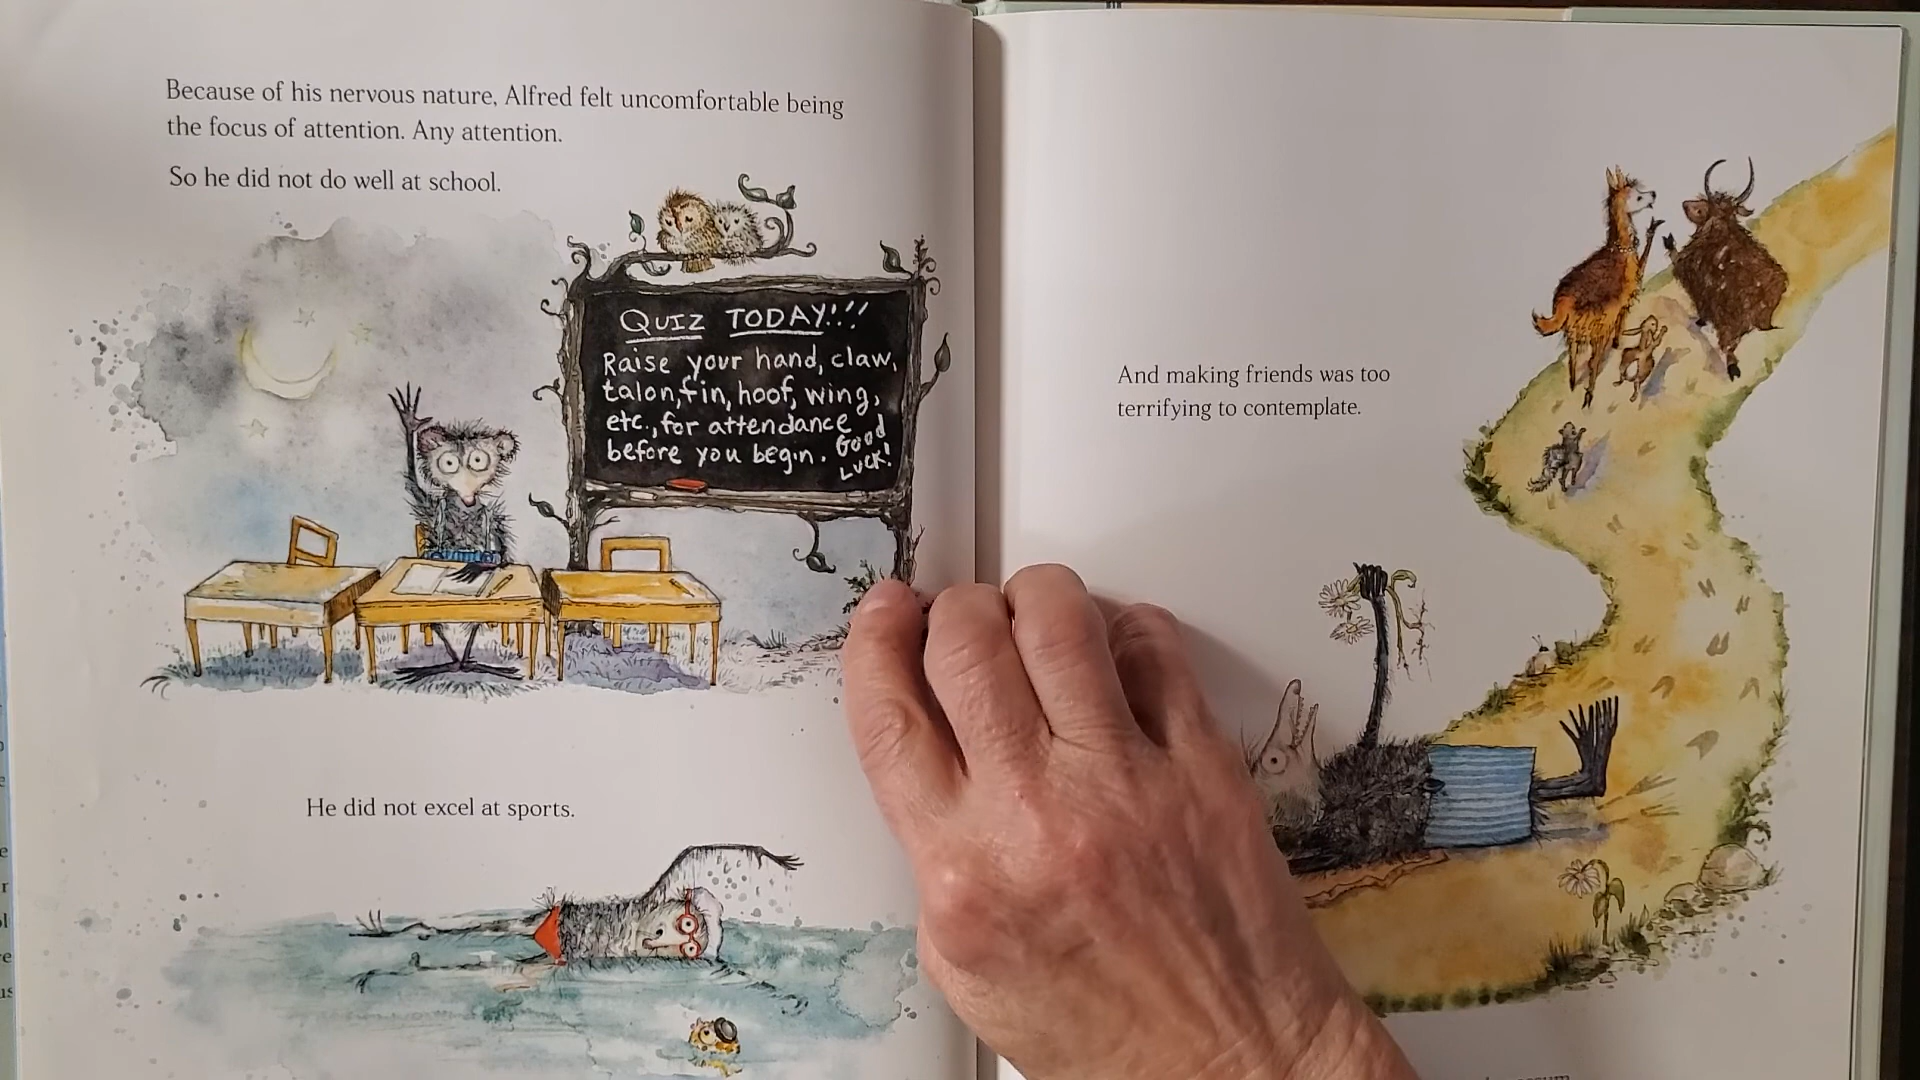 Because of his nervous nature, Alfred felt uncomfortable being
the focus of attention. Any attention.
So he did not do well at school.
QUIZ TODAY!!!
Raise your hand, claw,
talon, fin, hoof, wing,
etc., for attendance
before you begin. Good
Luck!
He did not excel at sports.
And making friends was too
terrifying to contemplate.